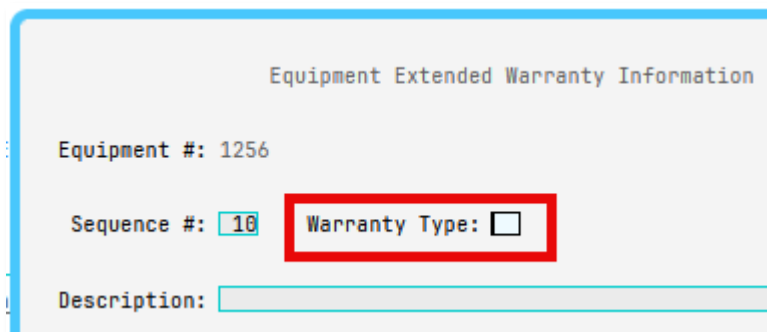 Equipment Extended Warranty Information
Equipment #: 1256
Sequence #: 10 Warranty Type:
Description: